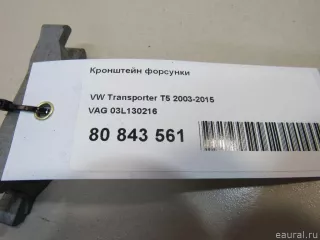 Кронштейн форсунки
VW Transporter T5 2003-2015
VAG 03L130216
80 843 561
eaural.ru